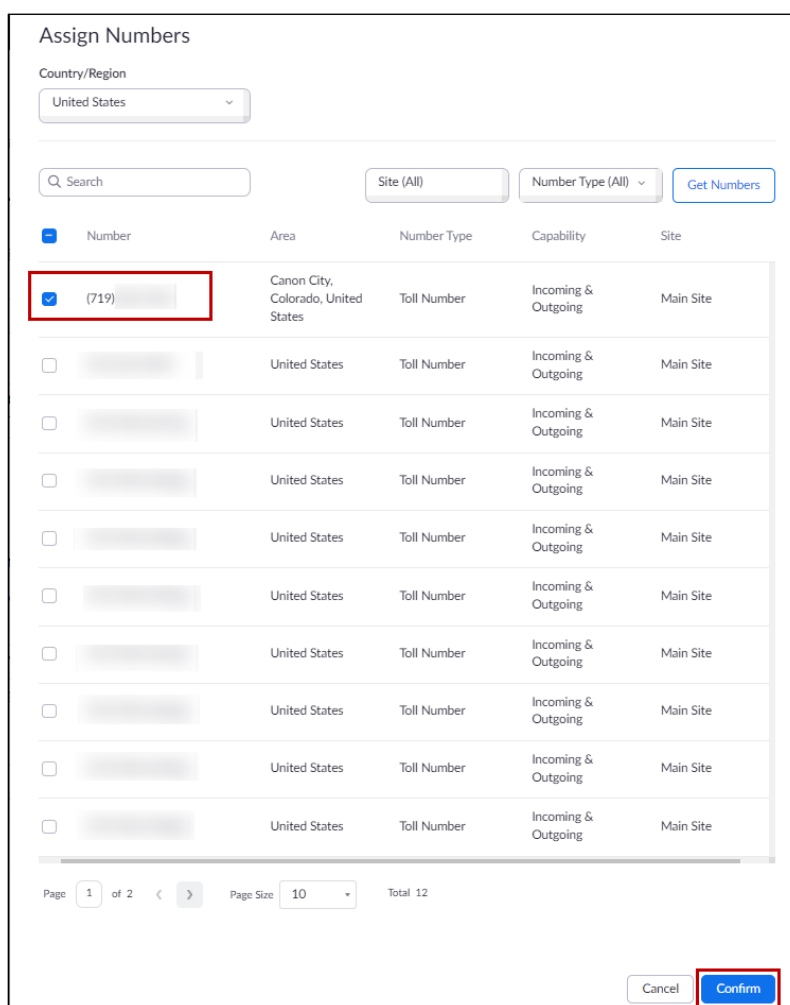 Assign Numbers
Country/Region
United States
Search
Site (All)
Number Type (All)
Get Numbers
Number Area Number Type Capability Site
(719) Canon City, Colorado, United States Toll Number Incoming & Outgoing Main Site
United States Toll Number Incoming & Outgoing Main Site
United States Toll Number Incoming & Outgoing Main Site
United States Toll Number Incoming & Outgoing Main Site
United States Toll Number Incoming & Outgoing Main Site
United States Toll Number Incoming & Outgoing Main Site
United States Toll Number Incoming & Outgoing Main Site
United States Toll Number Incoming & Outgoing Main Site
United States Toll Number Incoming & Outgoing Main Site
United States Toll Number Incoming & Outgoing Main Site
Page 1 of 2 Page Size 10 Total 12
Cancel Confirm